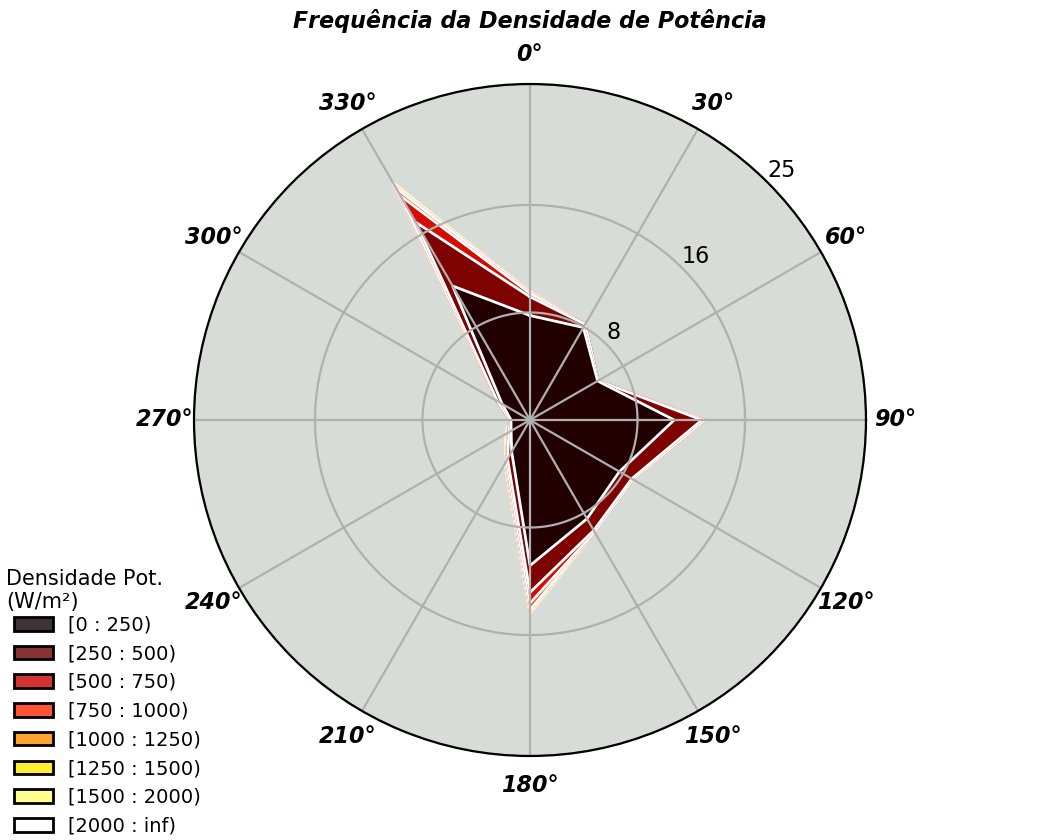 Frequência da Densidade de Potência
0°
330°
30°
25
300°
60°
16
8
270°
90°
Densidade Pot.
(W/m²)
240°
120°
[0 : 250)
[250 : 500)
[500 : 750)
[750 : 1000)
210°
150°
[1000 : 1250)
[1250 : 1500)
180°
[1500 : 2000)
[2000 : inf)